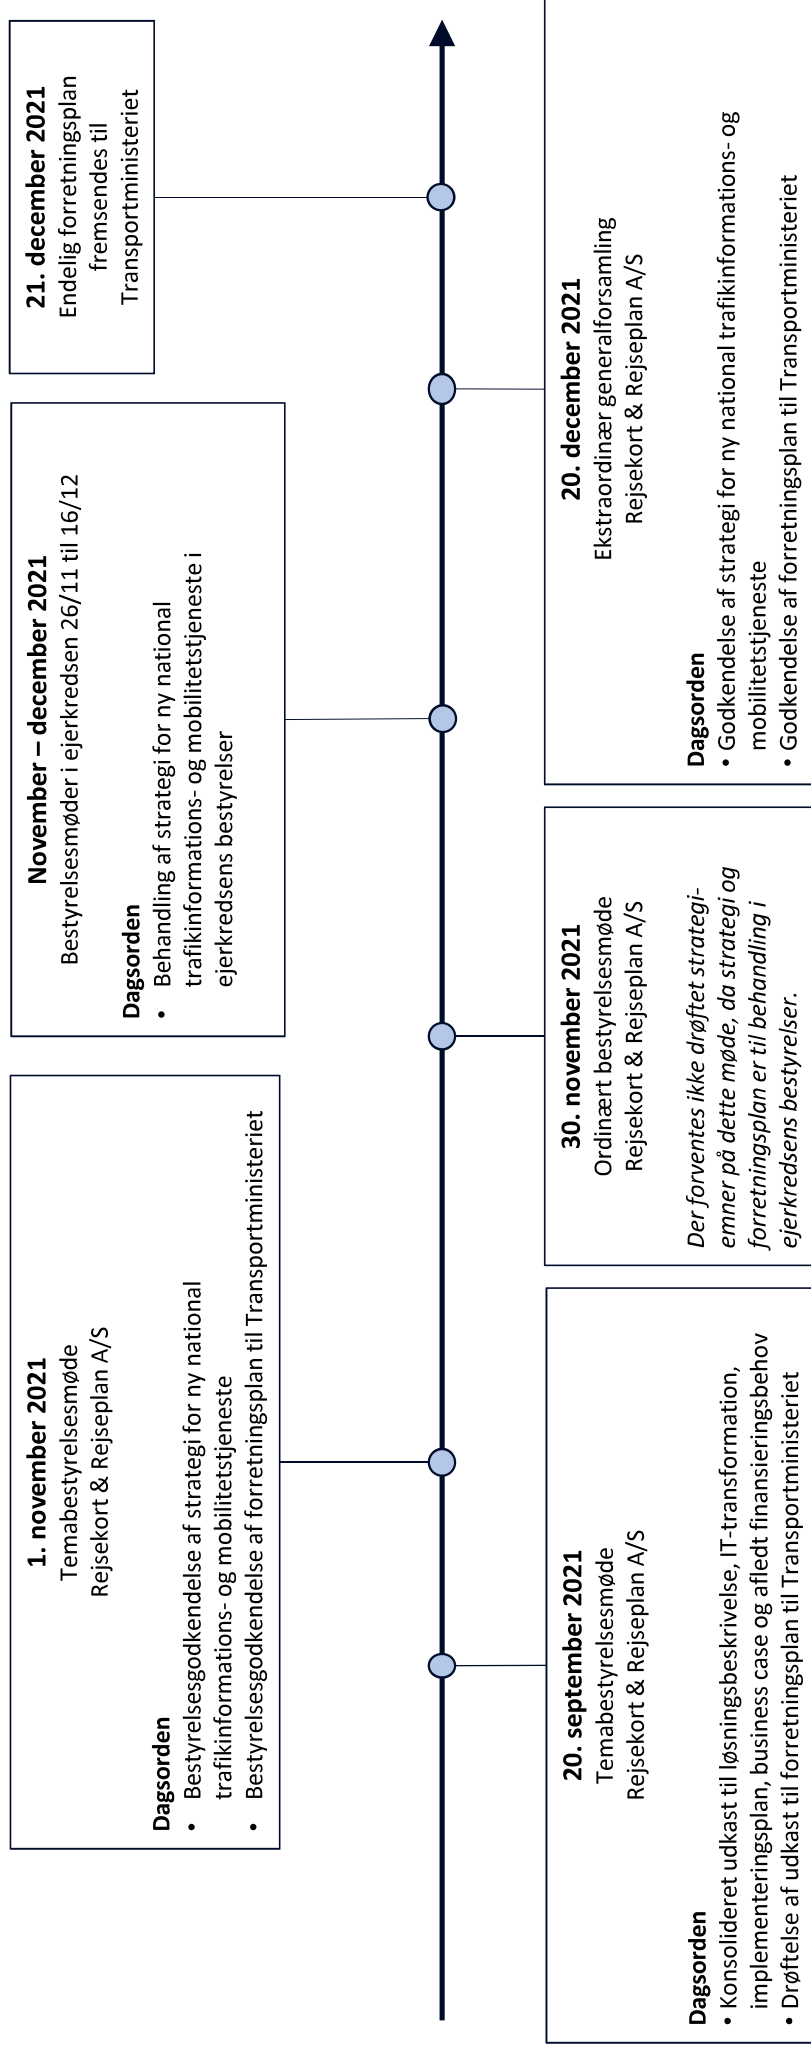 1. november 2021
Temabestyrelsesmøde
Rejsekort & Rejseplan A/S
Dagsorden
• Bestyrelsesgodkendelse af strategi for ny national
trafikinformations- og mobilitetstjeneste
• Bestyrelsesgodkendelse af forretningsplan til Transportministeriet
November – december 2021
Bestyrelsesmøder i ejerkredsen 26/11 til 16/12
Dagsorden
• Behandling af strategi for ny national
trafikinformations- og mobilitetstjeneste i
ejerkredsens bestyrelser
21. december 2021
Endelig forretningsplan
fremsendes til
Transportministeriet
20. september 2021
Temabestyrelsesmøde
Rejsekort & Rejseplan A/S
Dagsorden
• Konsolideret udkast til løsningsbeskrivelse, IT-transformation,
implementeringsplan, business case og afledt finansieringsbehov
• Drøftelse af udkast til forretningsplan til Transportministeriet
30. november 2021
Ordinært bestyrelsesmøde
Rejsekort & Rejseplan A/S
Der forventes ikke drøftet strategi-
emner på dette møde, da strategi og
forretningsplan er til behandling i
ejerkredsens bestyrelser.
20. december 2021
Ekstraordinær generalforsamling
Rejsekort & Rejseplan A/S
Dagsorden
• Godkendelse af strategi for ny national trafikinformations- og
mobilitetstjeneste
• Godkendelse af forretningsplan til Transportministeriet